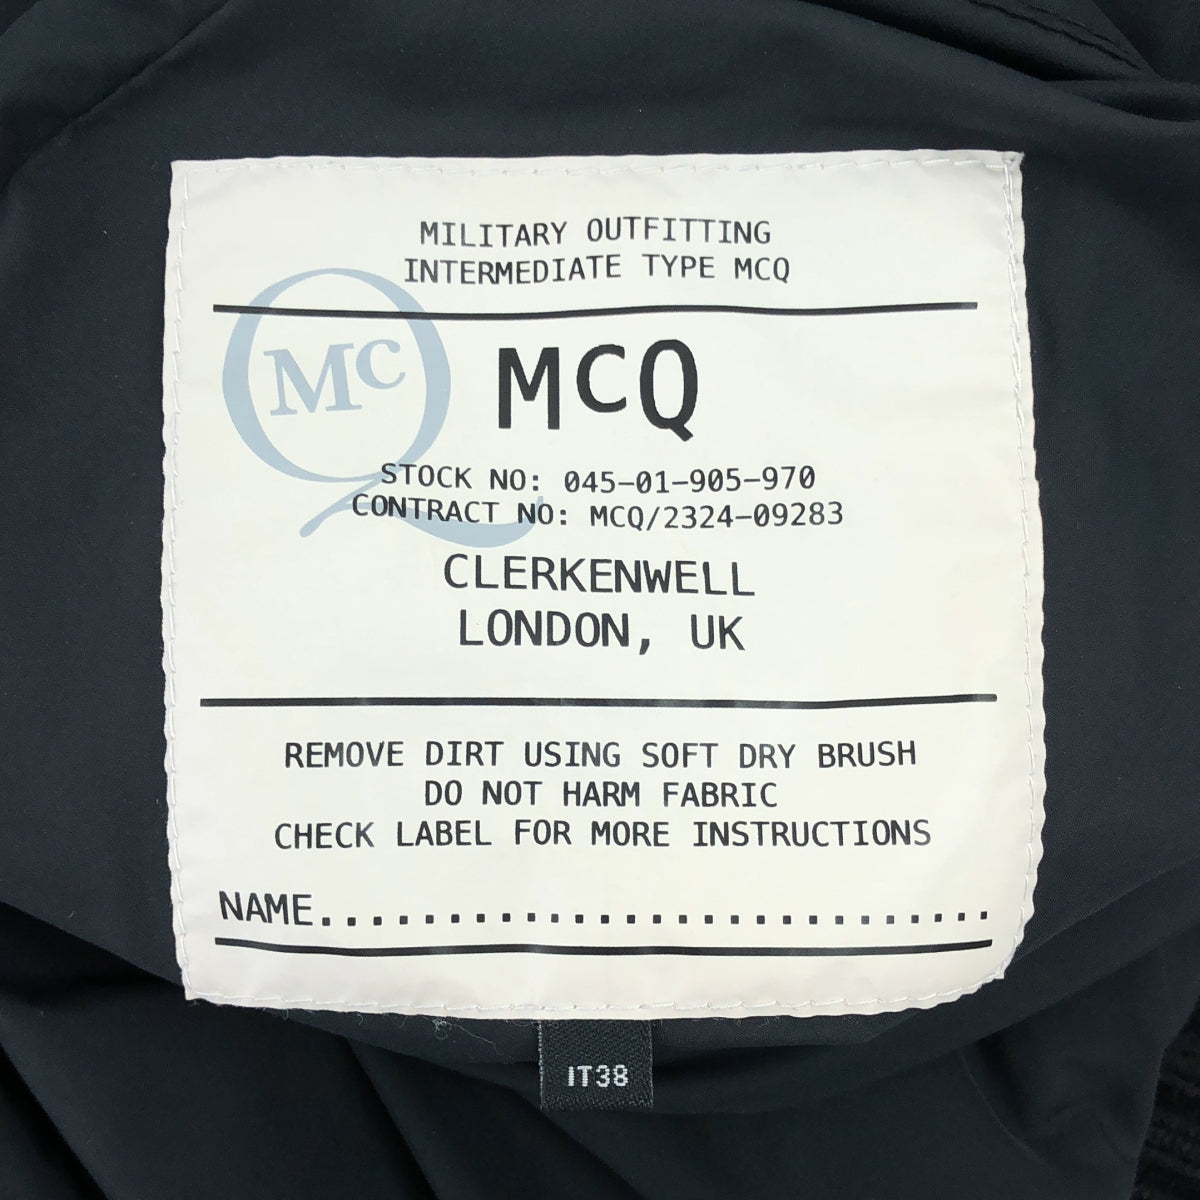 MILITARY OUTFITTING
INTERMEDIATE TYPE MCQ
McQ
MCQ
STOCK NO: 045-01-905-970
CONTRACT NO: MCQ/2324-09283
CLERKENWELL
LONDON, UK
REMOVE DIRT USING SOFT DRY BRUSH
DO NOT HARM FABRIC
CHECK LABEL FOR MORE INSTRUCTIONS
NAME...........................
IT38